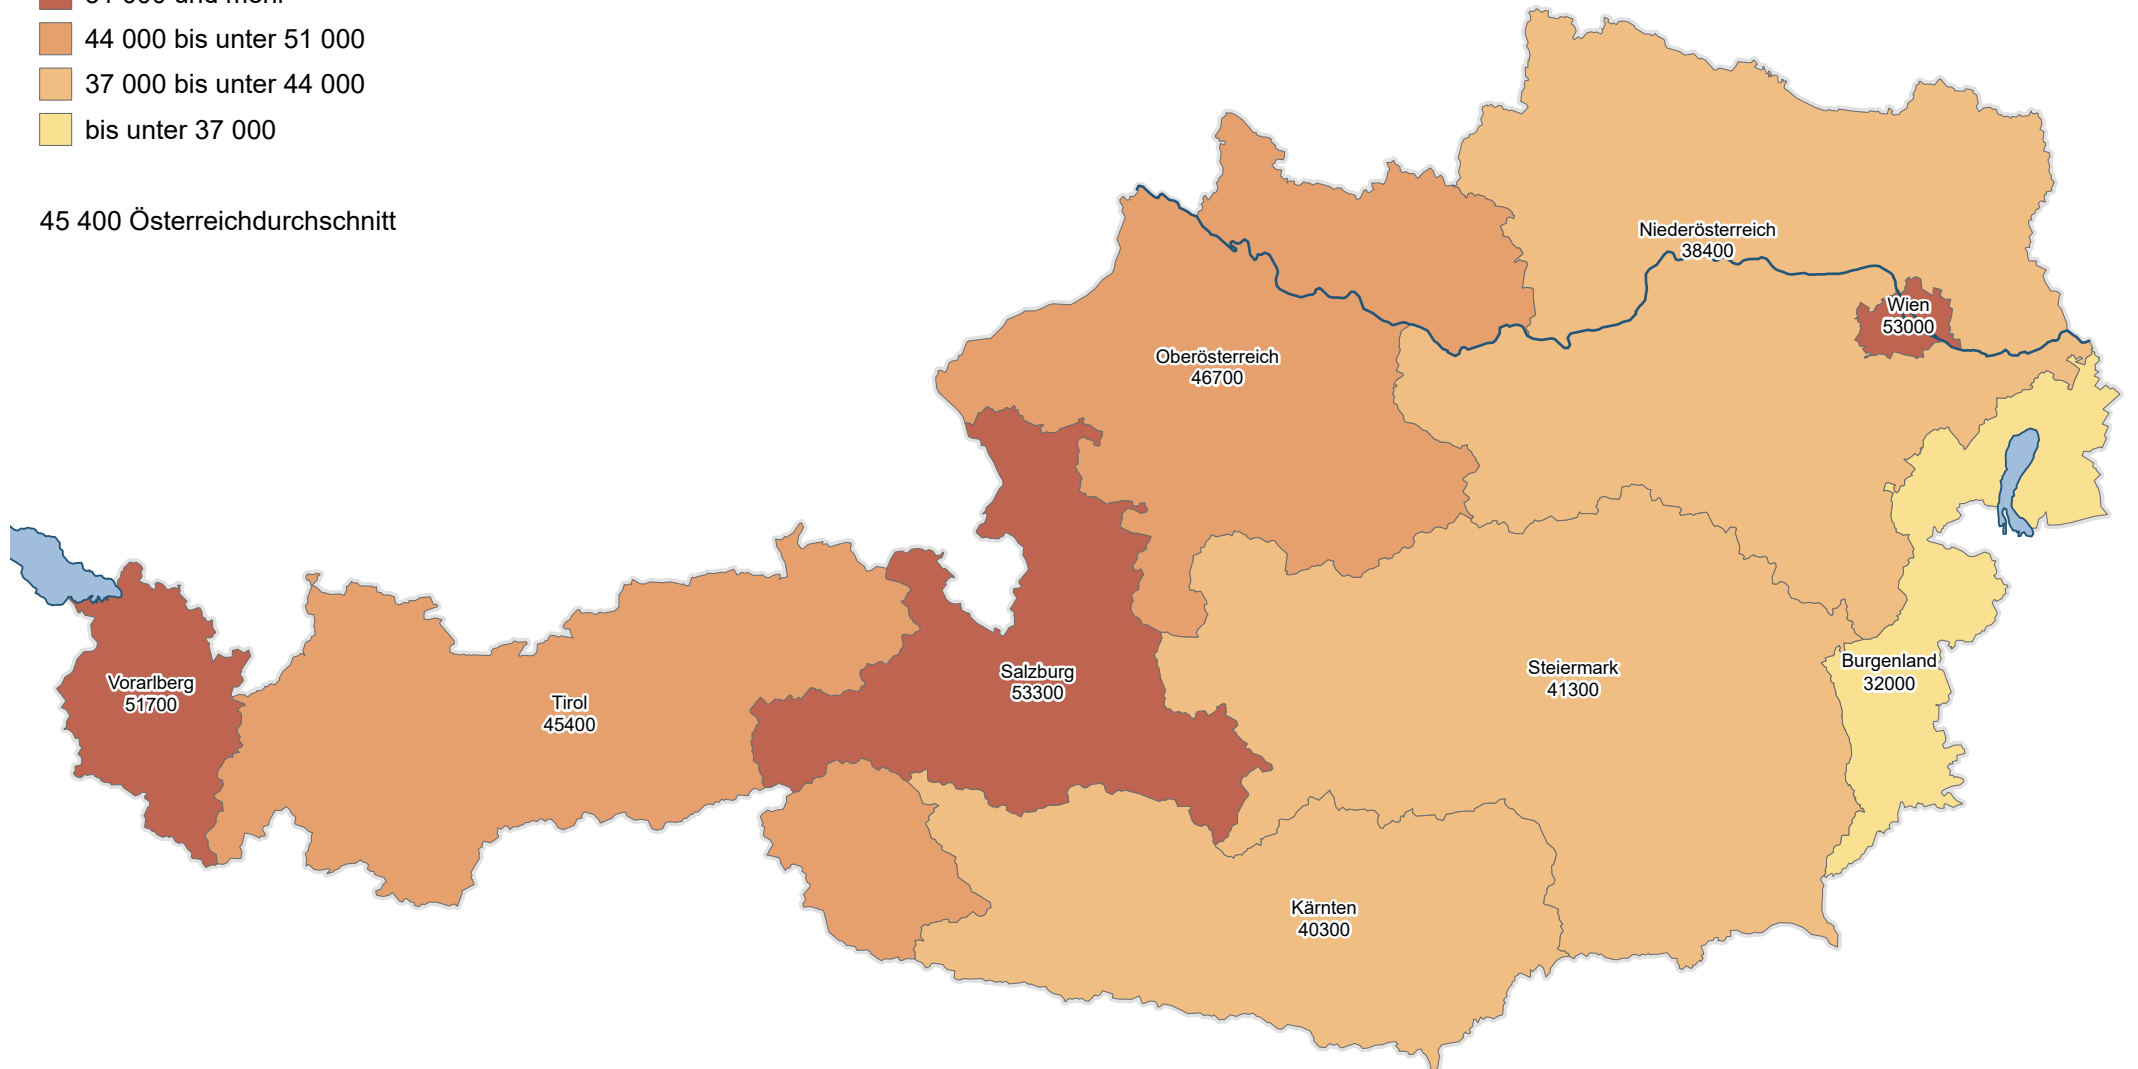 44 000 bis unter 51 000
37 000 bis unter 44 000
bis unter 37 000
45 400 Österreichdurchschnitt
Niederösterreich
38400
Wien
53000
Oberösterreich
46700
Burgenland
32000
Steiermark
41300
Salzburg
53300
Vorarlberg
51700
Tirol
45400
Kärnten
40300